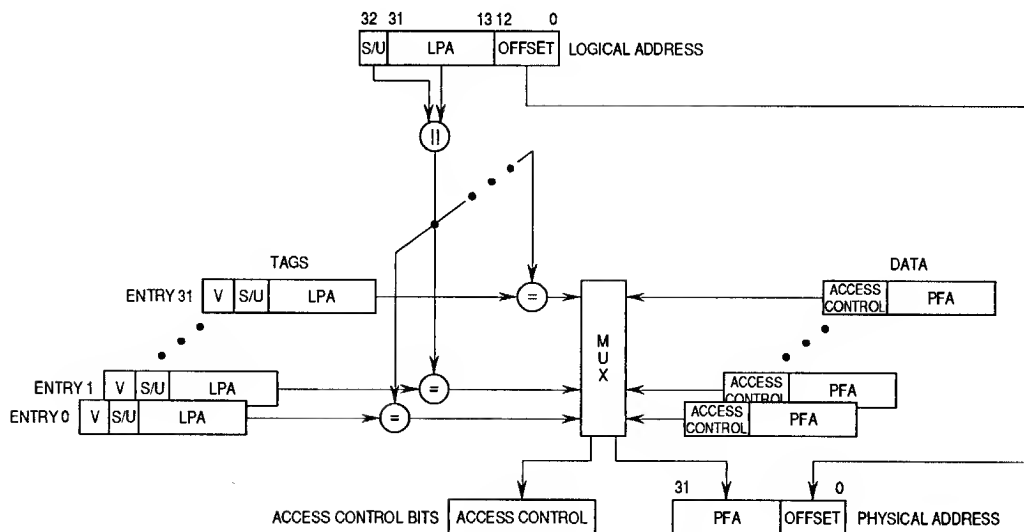 32 31 13 12 0
S/U LPA OFFSET LOGICAL ADDRESS
||
TAGS DATA
ENTRY 31 V S/U LPA = ACCESS CONTROL PFA
MUX
ENTRY 1 V S/U LPA = ACCESS CONTROL PFA
ENTRY 0 V S/U LPA = ACCESS CONTROL PFA
31 0
ACCESS CONTROL BITS ACCESS CONTROL PFA OFFSET PHYSICAL ADDRESS